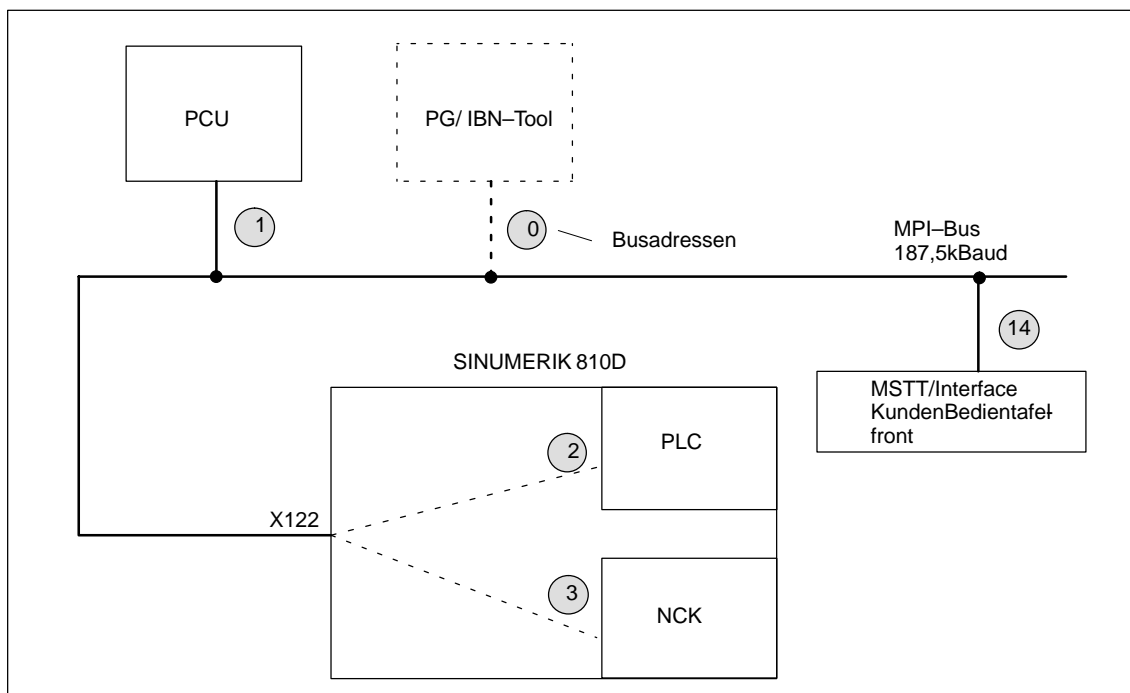 PCU
PG/ IBN–Tool
1
0
Busadressen
MPI–Bus
187,5kBaud
14
SINUMERIK 810D
MSTT/Interface
KundenBedientafel-
front
2
PLC
X122
3
NCK